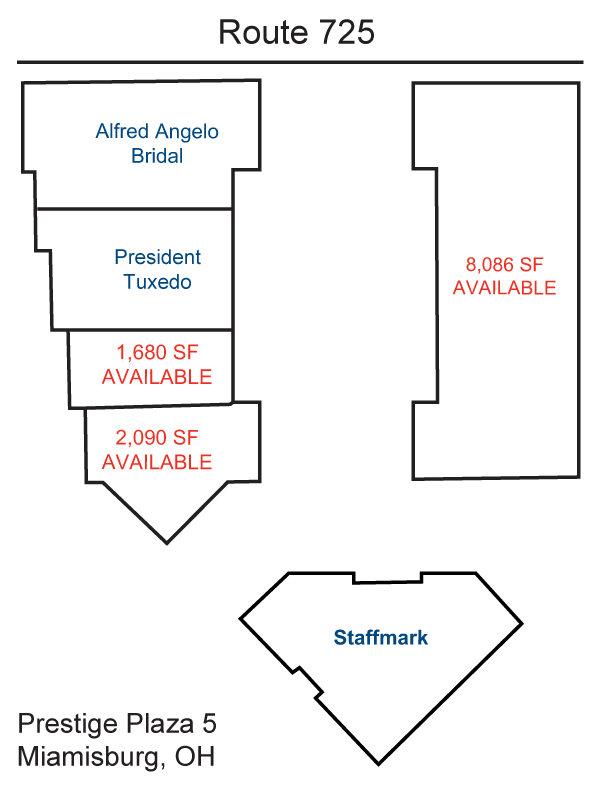 Route 725
Alfred Angelo
Bridal
President
Tuxedo
8,086 SF
AVAILABLE
1,680 SF
AVAILABLE
2,090 SF
AVAILABLE
Staffmark
Prestige Plaza 5
Miamisburg, OH